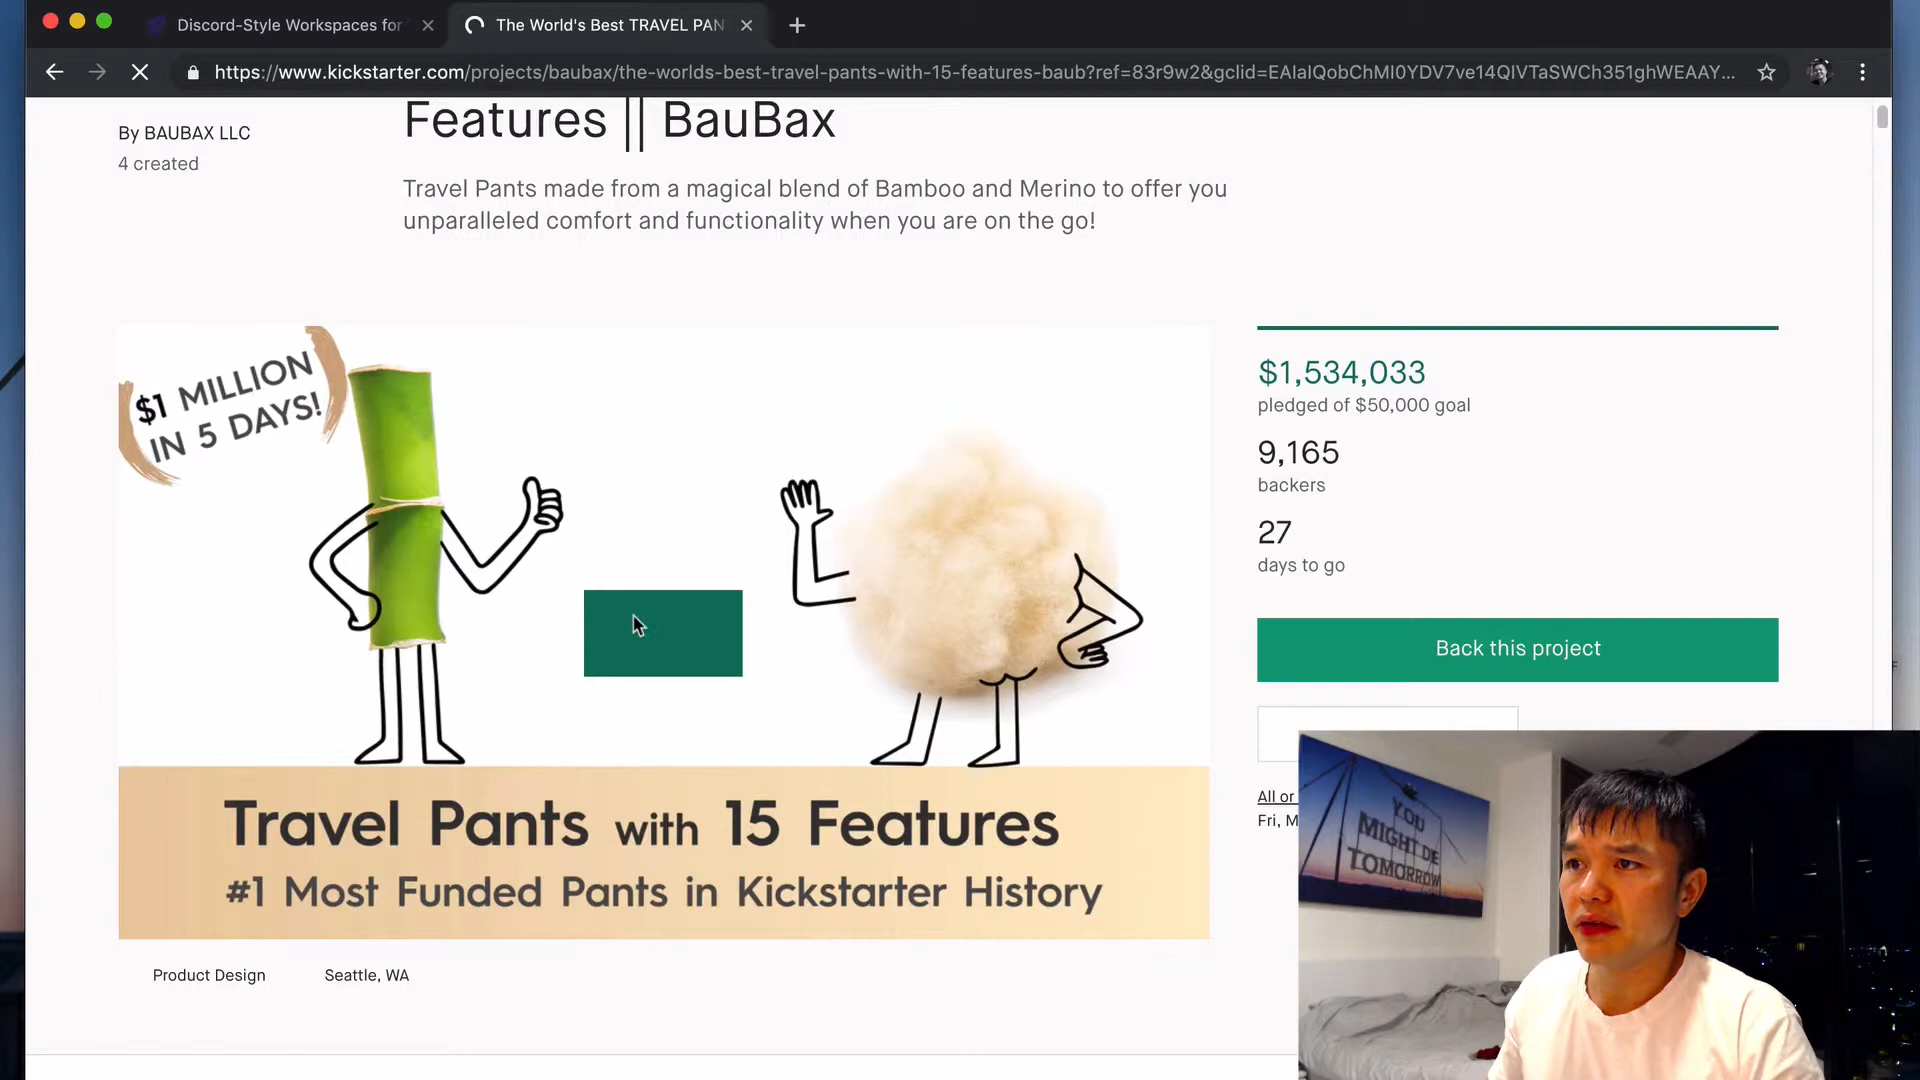 Discord-Style Workspaces for
The World's Best TRAVEL PAN
https://www.kickstarter.com/projects/baubax/the-worlds-best-travel-pants-with-15-features-baub?ref=83r9w2&gclid=EAIaIQobChMI0YDV7ve14QIVTaSWCh351ghWEAAY...
Features || BauBax
By BAUBAX LLC
4 created
Travel Pants made from a magical blend of Bamboo and Merino to offer you
unparalleled comfort and functionality when you are on the go!
$1 MILLION
IN 5 DAYS!
$1,534,033
pledged of $50,000 goal
9,165
backers
27
days to go
Back this project
All or
Fri, M
Travel Pants with 15 Features
#1 Most Funded Pants in Kickstarter History
Product Design
Seattle, WA
YOU
MIGHT DIE
TOMORROW